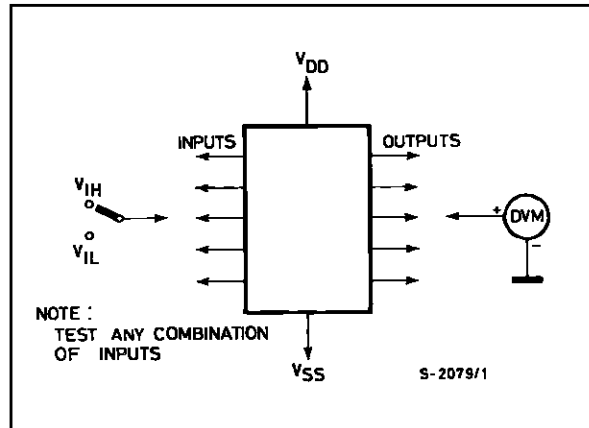 VDD
INPUTS
OUTPUTS
VIH
VIL
+
DVM
−
NOTE :
TEST ANY COMBINATION
OF INPUTS
VSS
S-2079/1